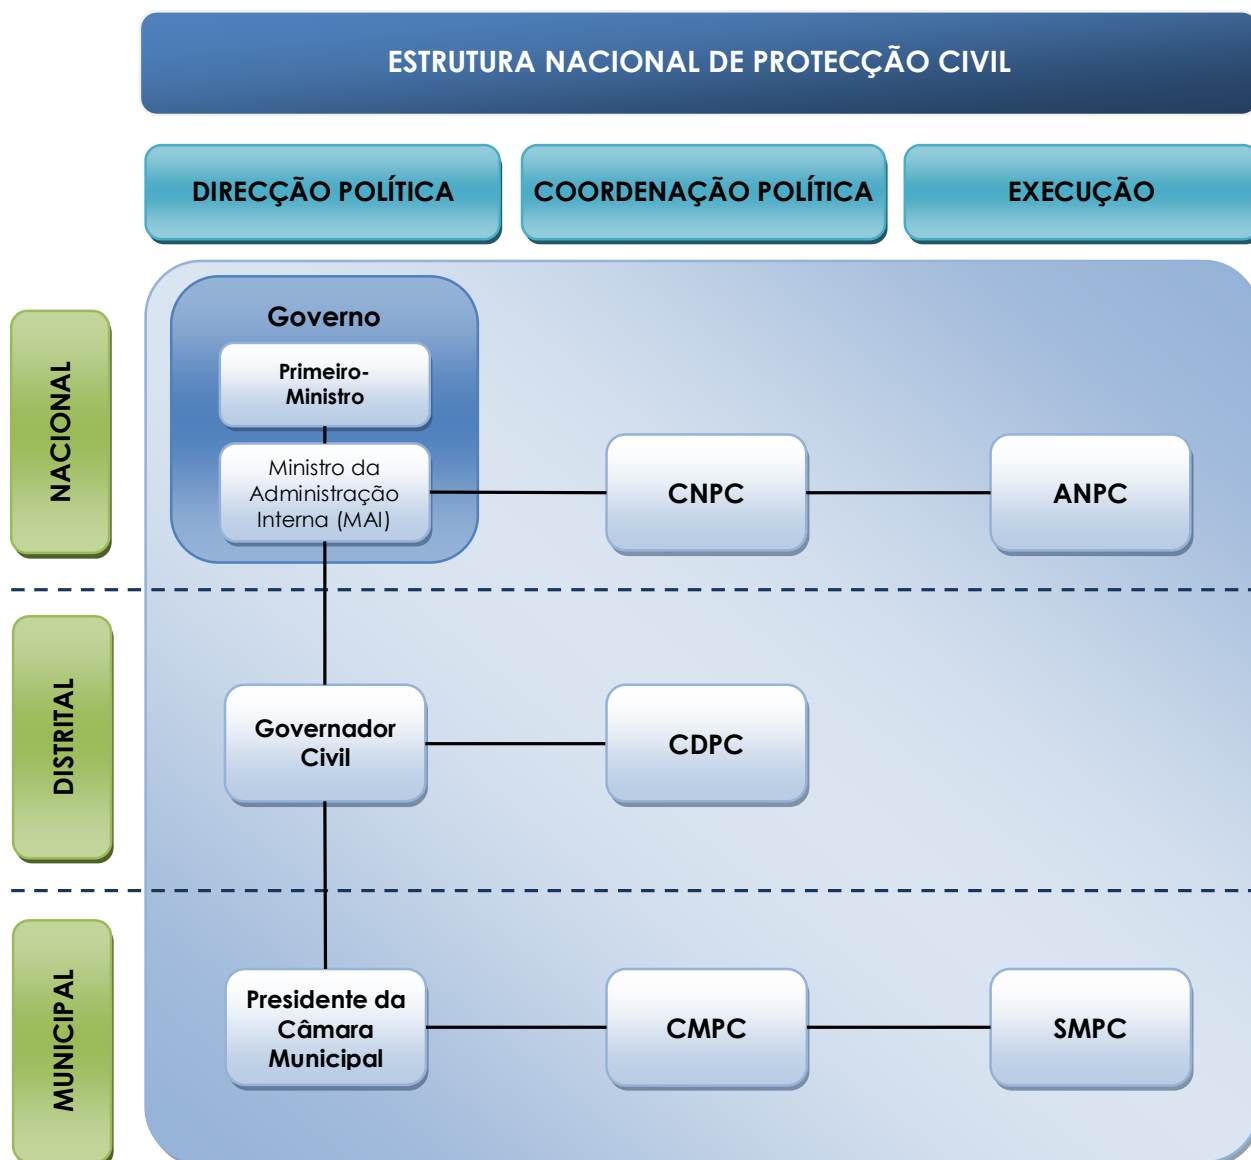 ESTRUTURA NACIONAL DE PROTECÇÃO CIVIL
DIRECÇÃO POLÍTICA
COORDENAÇÃO POLÍTICA
EXECUÇÃO
NACIONAL
Governo
Primeiro-
Ministro
Ministro da
Administração
Interna (MAI)
CNPC
ANPC
DISTRITAL
Governador
Civil
CDPC
MUNICIPAL
Presidente da
Câmara
Municipal
CMPC
SMPC